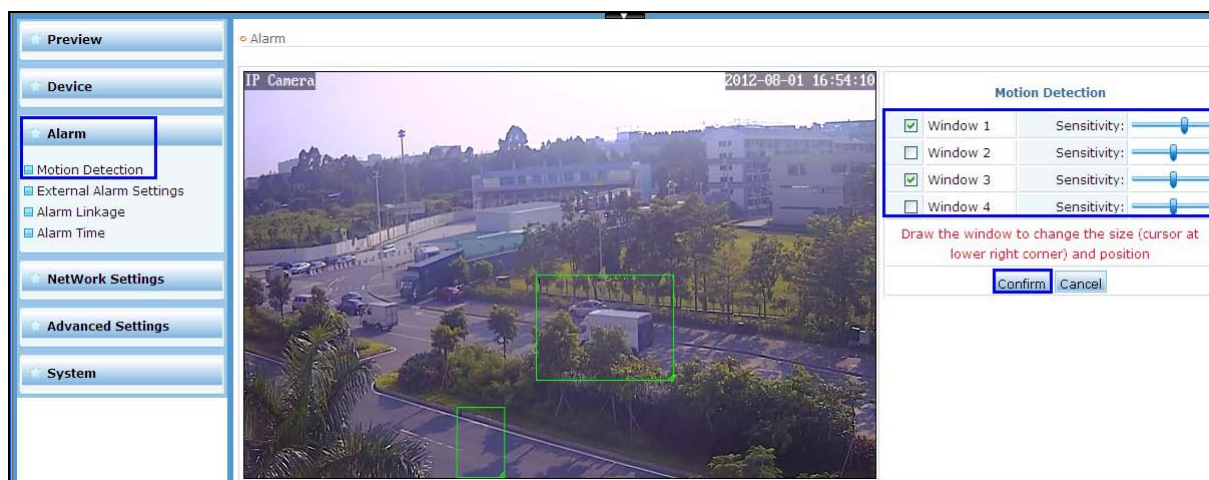 Preview
Device
Alarm
Motion Detection
External Alarm Settings
Alarm Linkage
Alarm Time
NetWork Settings
Advanced Settings
System
Alarm
IP Camera 2012-08-01 16:54:10
Motion Detection
Window 1 Sensitivity:
Window 2 Sensitivity:
Window 3 Sensitivity:
Window 4 Sensitivity:
Draw the window to change the size (cursor at
lower right corner) and position
Confirm Cancel